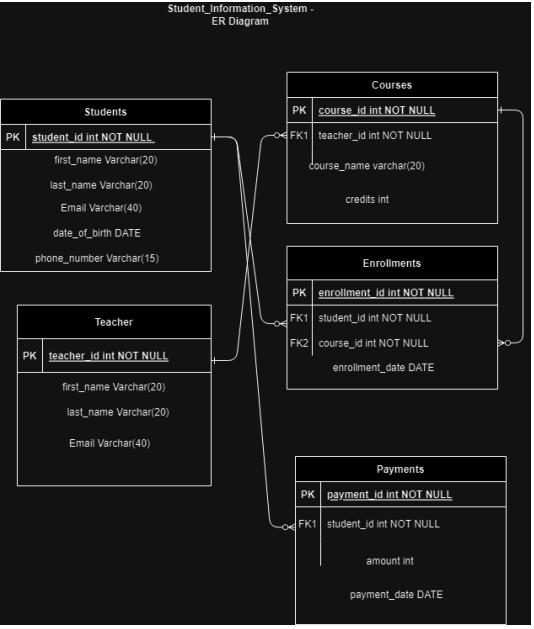 Student_Information_System -
ER Diagram
Students
PK student_id int NOT NULL
first_name Varchar(20)
last_name Varchar(20)
Email Varchar(40)
date_of_birth DATE
phone_number Varchar(15)
Teacher
PK teacher_id int NOT NULL
first_name Varchar(20)
last_name Varchar(20)
Email Varchar(40)
Courses
PK course_id int NOT NULL
FK1 teacher_id int NOT NULL
course_name varchar(20)
credits int
Enrollments
PK enrollment_id int NOT NULL
FK1 student_id int NOT NULL
FK2 course_id int NOT NULL
enrollment_date DATE
Payments
PK payment_id int NOT NULL
FK1 student_id int NOT NULL
amount int
payment_date DATE